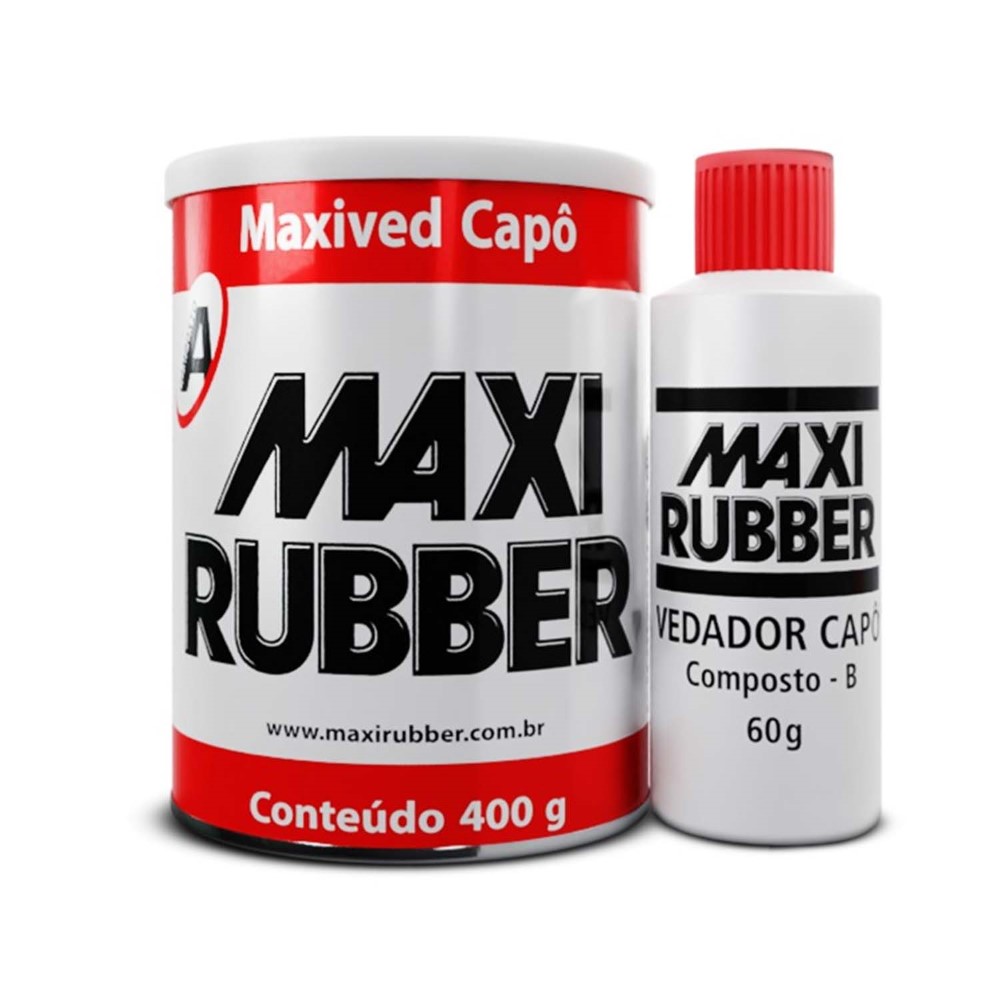 Maxived Capô
A
MAXI
RUBBER
www.maxirubber.com.br
Conteúdo 400 g
MAXI
RUBBER
VEDADOR CAPÔ
Composto - B
60g